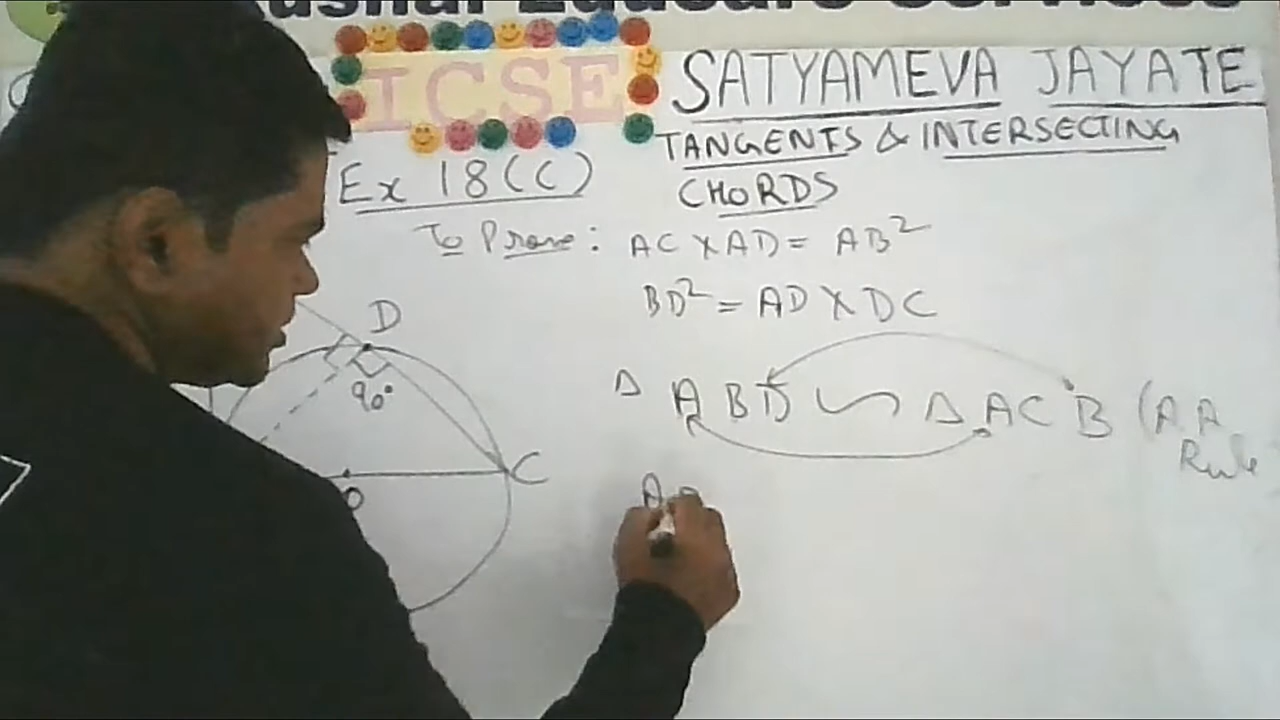 ICSE
SATYAMEVA JAYATE
TANGENTS & INTERSECTING
CHORDS
Ex 18(C)
To Prove: AC X AD = AB²
BD² = AD X DC
Δ ABD ∽ Δ ACB (AA
Rule
D
90°
C
O
A